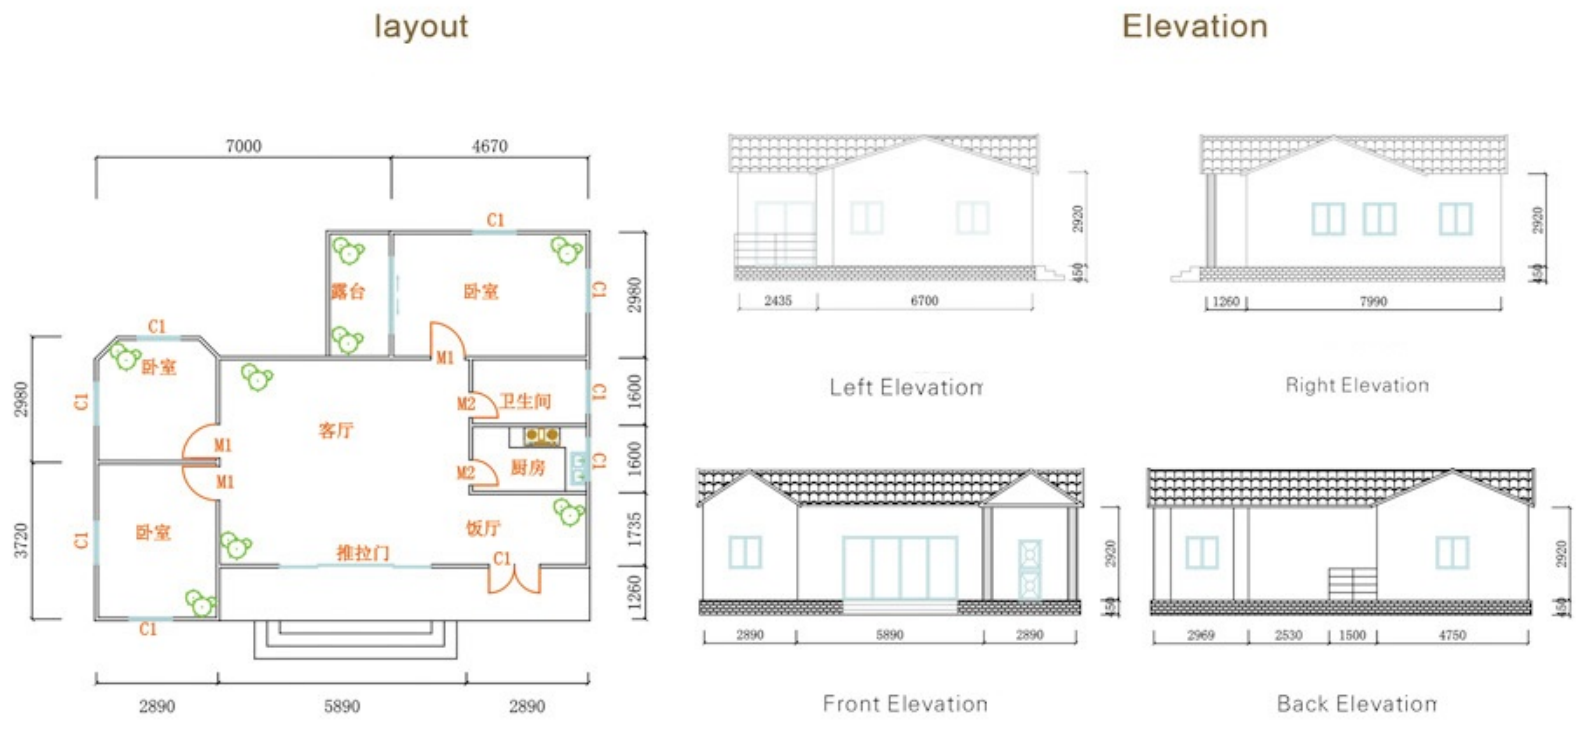 layout
Elevation
7000
4670
C1
露台
卧室
C1
2980
M1
C1
卧室
C1
2980
M1
客厅
M2
卫生间
C1
1600
M2
厨房
C1
1600
M1
卧室
C1
3720
推拉门
饭厅
C1
1735
1260
C1
2890
5890
2890
2920
450
2435
6700
Left Elevation
2920
450
1260
7990
Right Elevation
2920
450
2890
5890
2890
Front Elevation
2920
450
2969
2530
1500
4750
Back Elevation